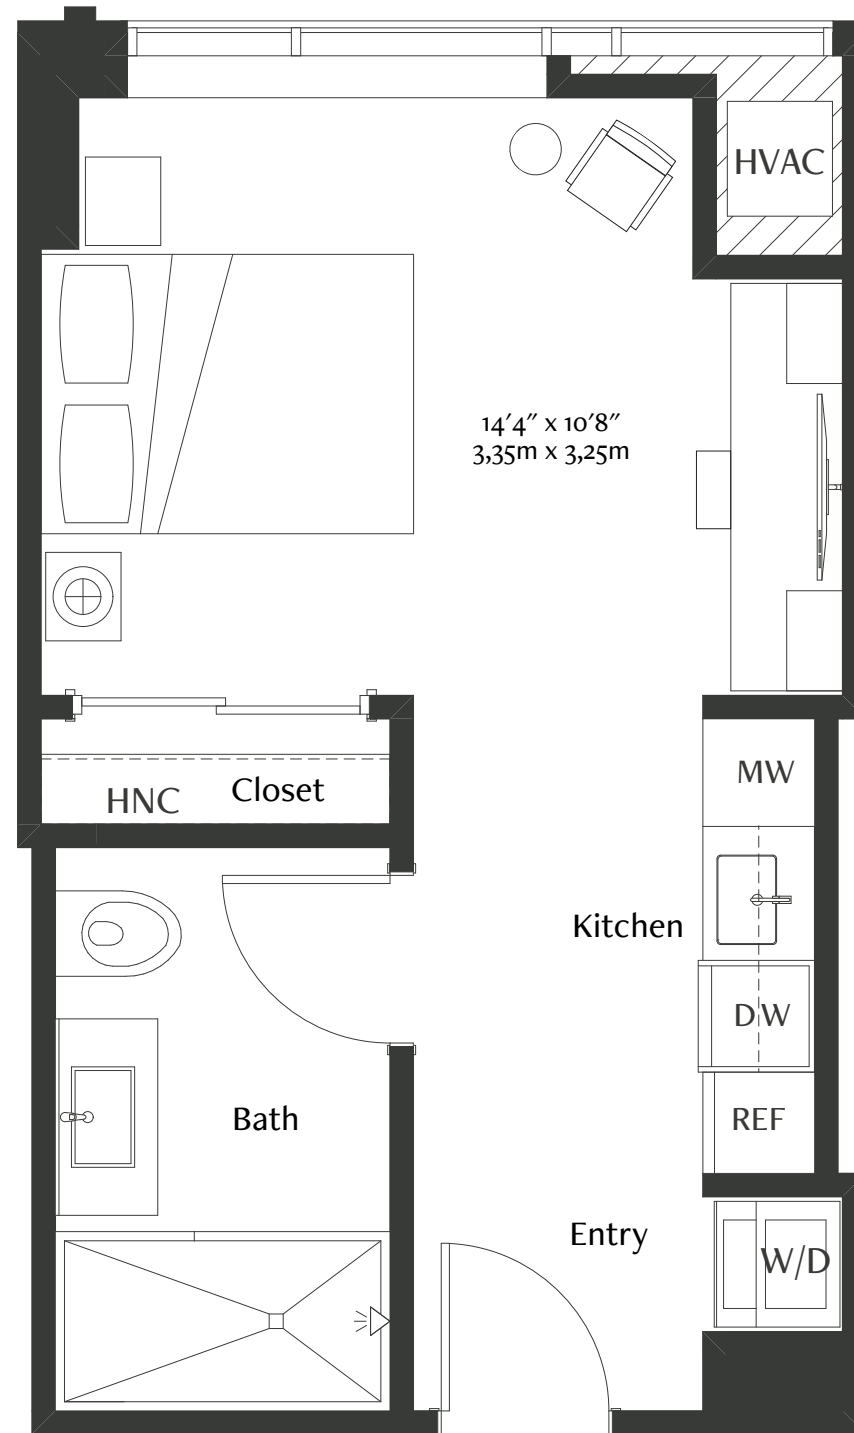 HVAC
14′4″ x 10′8″
3,35m x 3,25m
MW
HNC
Closet
Kitchen
DW
Bath
REF
Entry
W/D